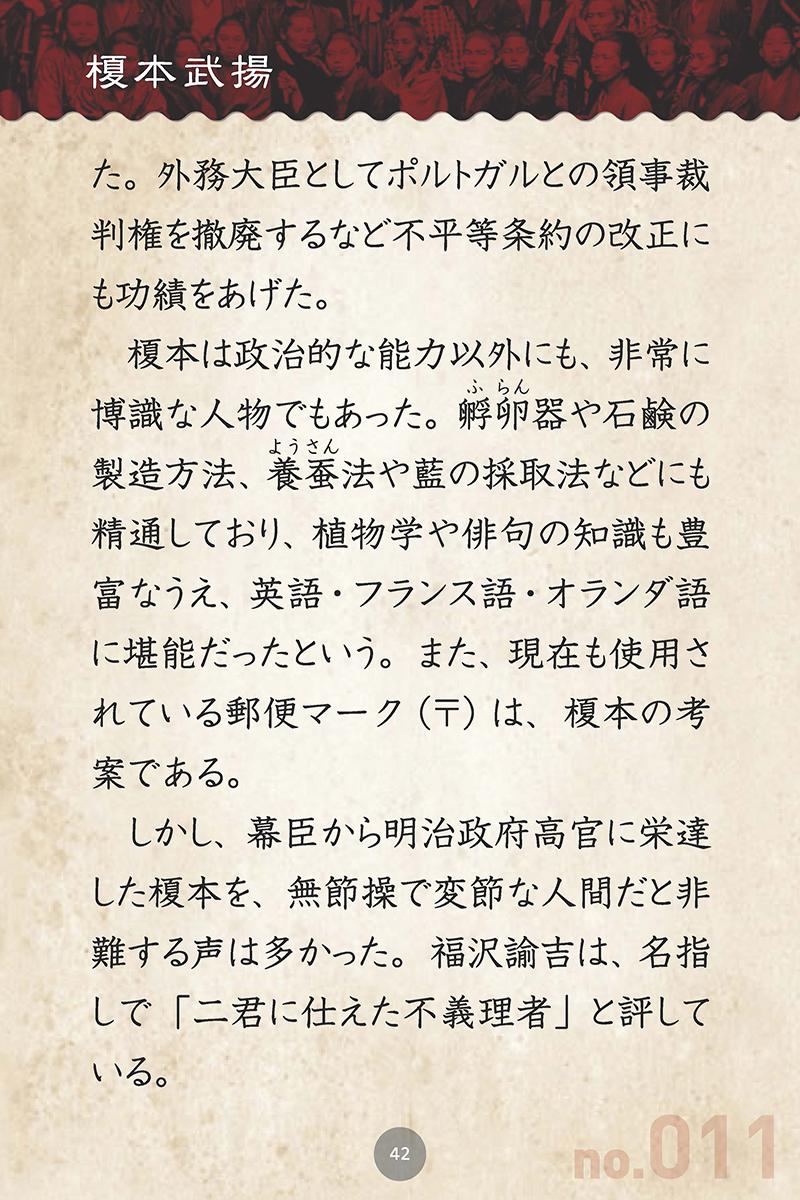 榎本武揚
た。外務大臣としてポルトガルとの領事裁
判権を撤廃するなど不平等条約の改正に
も功績をあげた。
榎本は政治的な能力以外にも、非常に
ふ らん
博識な人物でもあった。孵卵器や石鹸の
ようさん
製造方法、養蚕法や藍の採取法などにも
精通しており、植物学や俳句の知識も豊
富なうえ、英語・フランス語・オランダ語
に堪能だったという。また、現在も使用さ
れている郵便マーク（〒）は、榎本の考
案である。
しかし、幕臣から明治政府高官に栄達
した榎本を、無節操で変節な人間だと非
難する声は多かった。福沢諭吉は、名指
しで「二君に仕えた不義理者」と評して
いる。
42
no.011